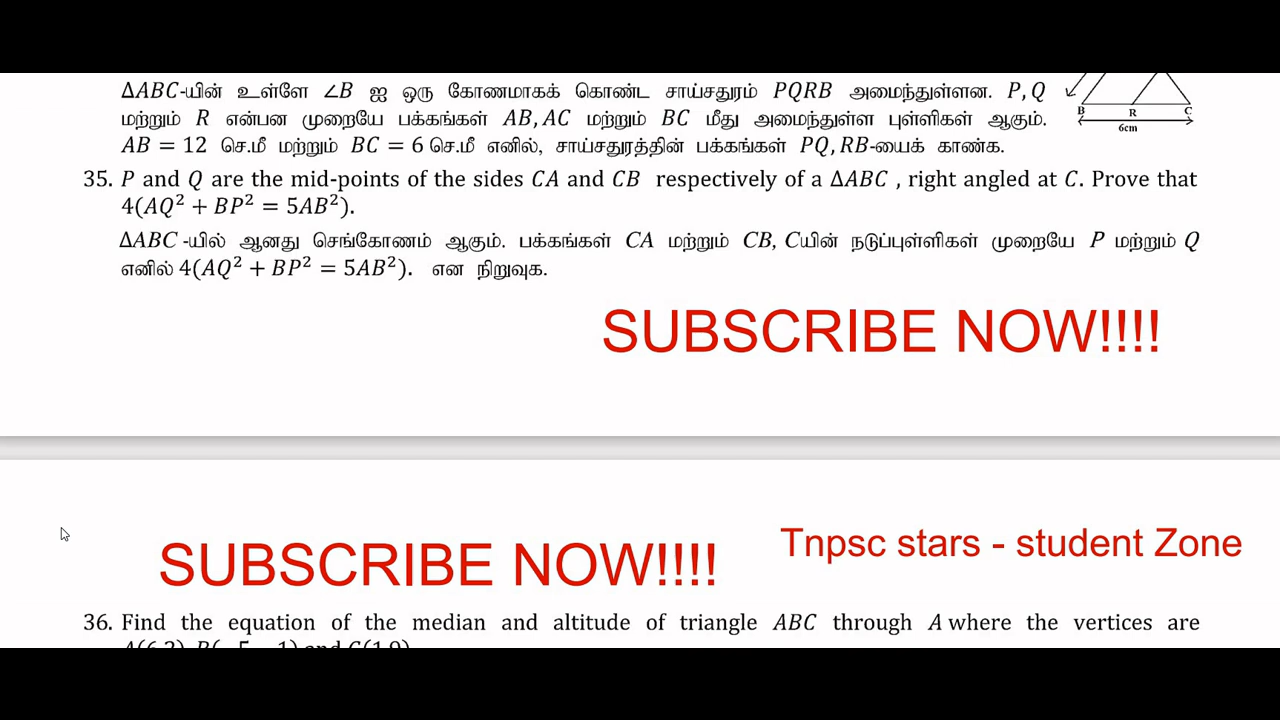 ΔABC-யின் உள்ளே ∠B ஐ ஒரு கோணமாகக் கொண்ட சாய்சதுரம் PQRB அமைந்துள்ளன. P, Q
மற்றும் R என்பன முறையே பக்கங்கள் AB, AC மற்றும் BC மீது அமைந்துள்ள புள்ளிகள் ஆகும்.
AB = 12 செ.மீ மற்றும் BC = 6 செ.மீ எனில், சாய்சதுரத்தின் பக்கங்கள் PQ, RB-யைக் காண்க.
B R C
6cm
35. P and Q are the mid-points of the sides CA and CB respectively of a ΔABC , right angled at C. Prove that
4(AQ² + BP² = 5AB²).
ΔABC -யில் ஆனது செங்கோணம் ஆகும். பக்கங்கள் CA மற்றும் CB, Cயின் நடுப்புள்ளிகள் முறையே P மற்றும் Q
எனில் 4(AQ² + BP² = 5AB²). என நிறுவுக.
SUBSCRIBE NOW!!!!
Tnpsc stars - student Zone
SUBSCRIBE NOW!!!!
36. Find the equation of the median and altitude of triangle ABC through A where the vertices are